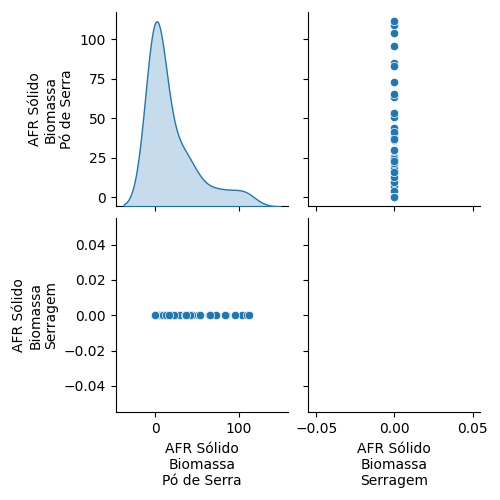 AFR Sólido
Biomassa
Pó de Serra
100
75
50
25
0
AFR Sólido
Biomassa
Serragem
0.04
0.02
0.00
−0.02
−0.04
0
100
−0.05
0.00
0.05
AFR Sólido
Biomassa
Pó de Serra
AFR Sólido
Biomassa
Serragem